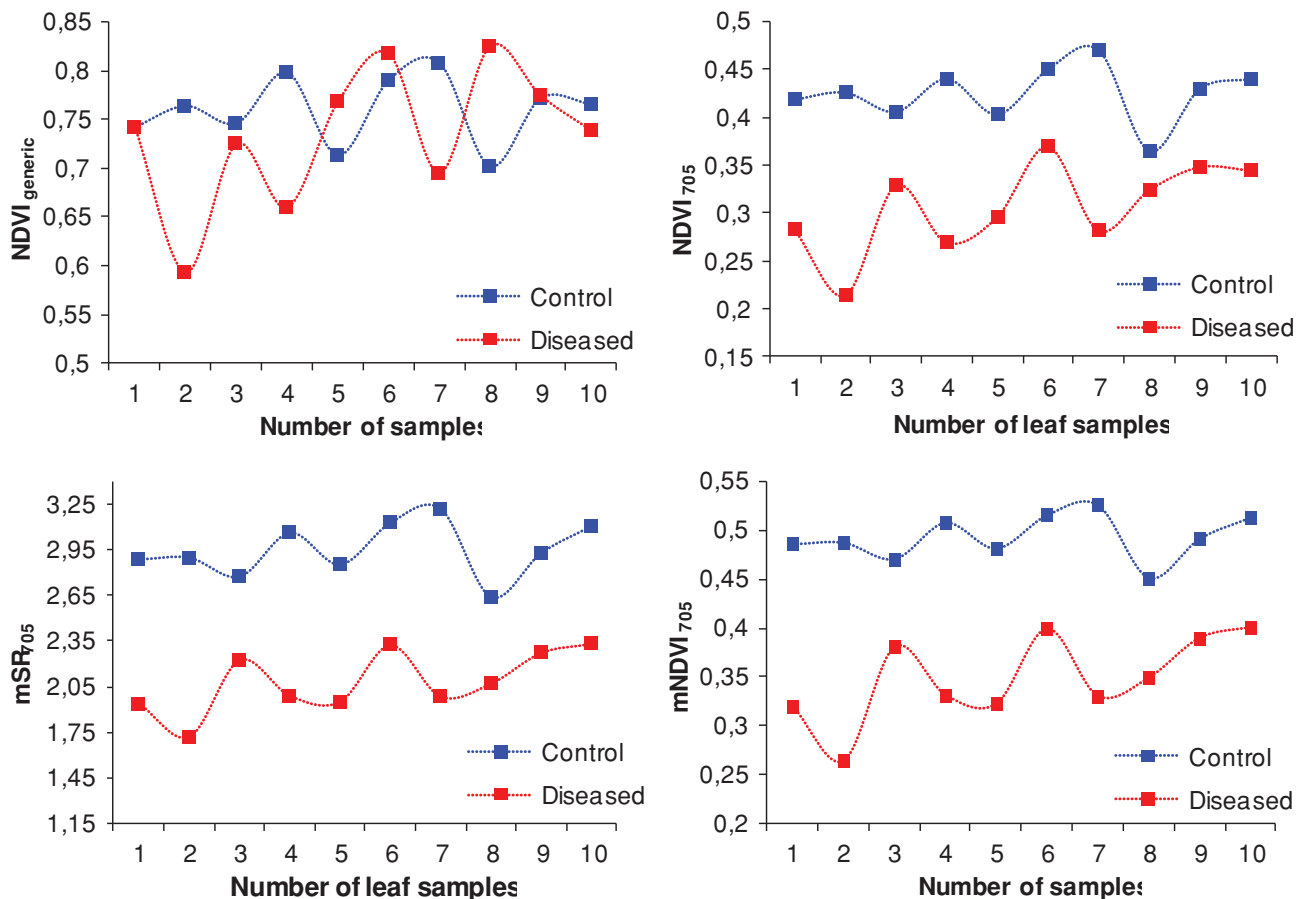 0,85
0,8
0,75
0,7
0,65
0,6
0,55
0,5
NDVI generic
1 2 3 4 5 6 7 8 9 10
Number of samples
Control
Diseased
0,5
0,45
0,4
0,35
0,3
0,25
0,2
0,15
NDVI 705
1 2 3 4 5 6 7 8 9 10
Number of leaf samples
Control
Diseased
3,25
2,95
2,65
2,35
2,05
1,75
1,45
1,15
mSR705
1 2 3 4 5 6 7 8 9 10
Number of leaf samples
Control
Diseased
0,55
0,5
0,45
0,4
0,35
0,3
0,25
0,2
mNDVI 705
1 2 3 4 5 6 7 8 9 10
Number of samples
Control
Diseased